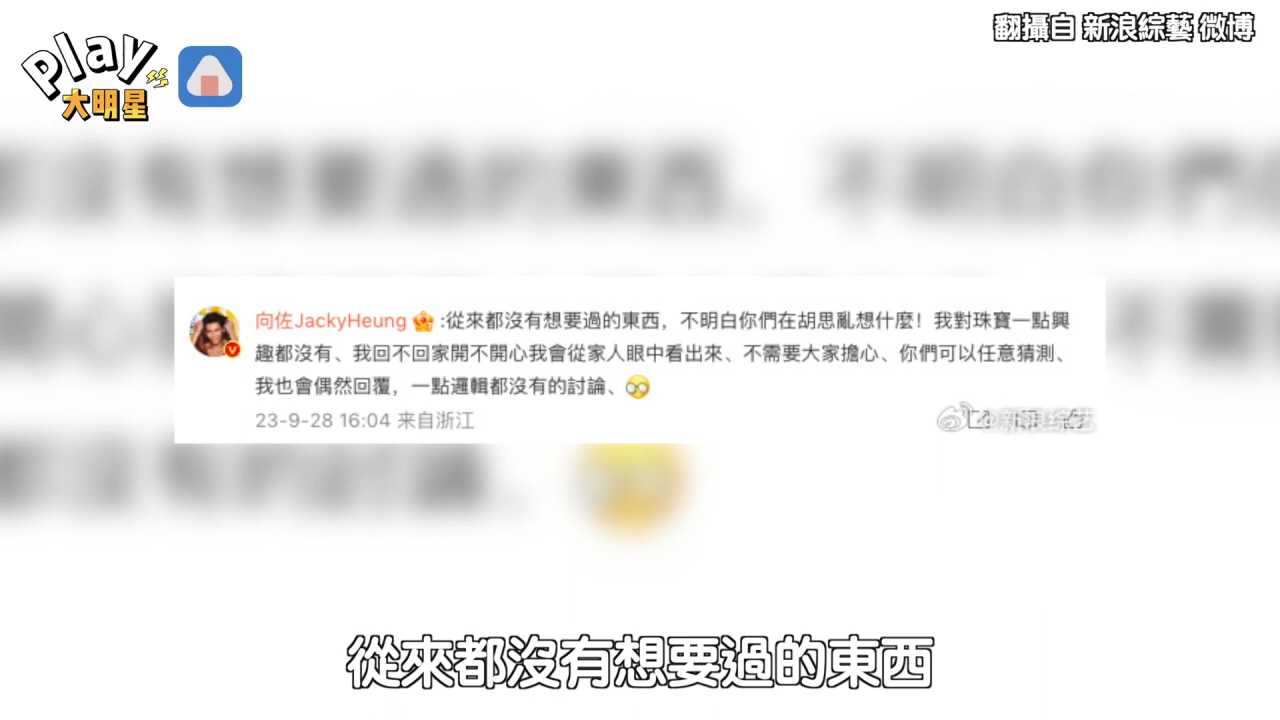 Play
大明星
翻攝自 新浪綜藝 微博
向佐JackyHeung :從來都沒有想要過的東西，不明白你們在胡思亂想什麼！我對珠寶一點興
趣都沒有、我回不回家開不開心我會從家人眼中看出來、不需要大家擔心、你們可以任意猜測、
我也會偶然回覆，一點邏輯都沒有的討論、
23-9-28 16:04 来自浙江
@新浪综艺
從來都沒有想要過的東西